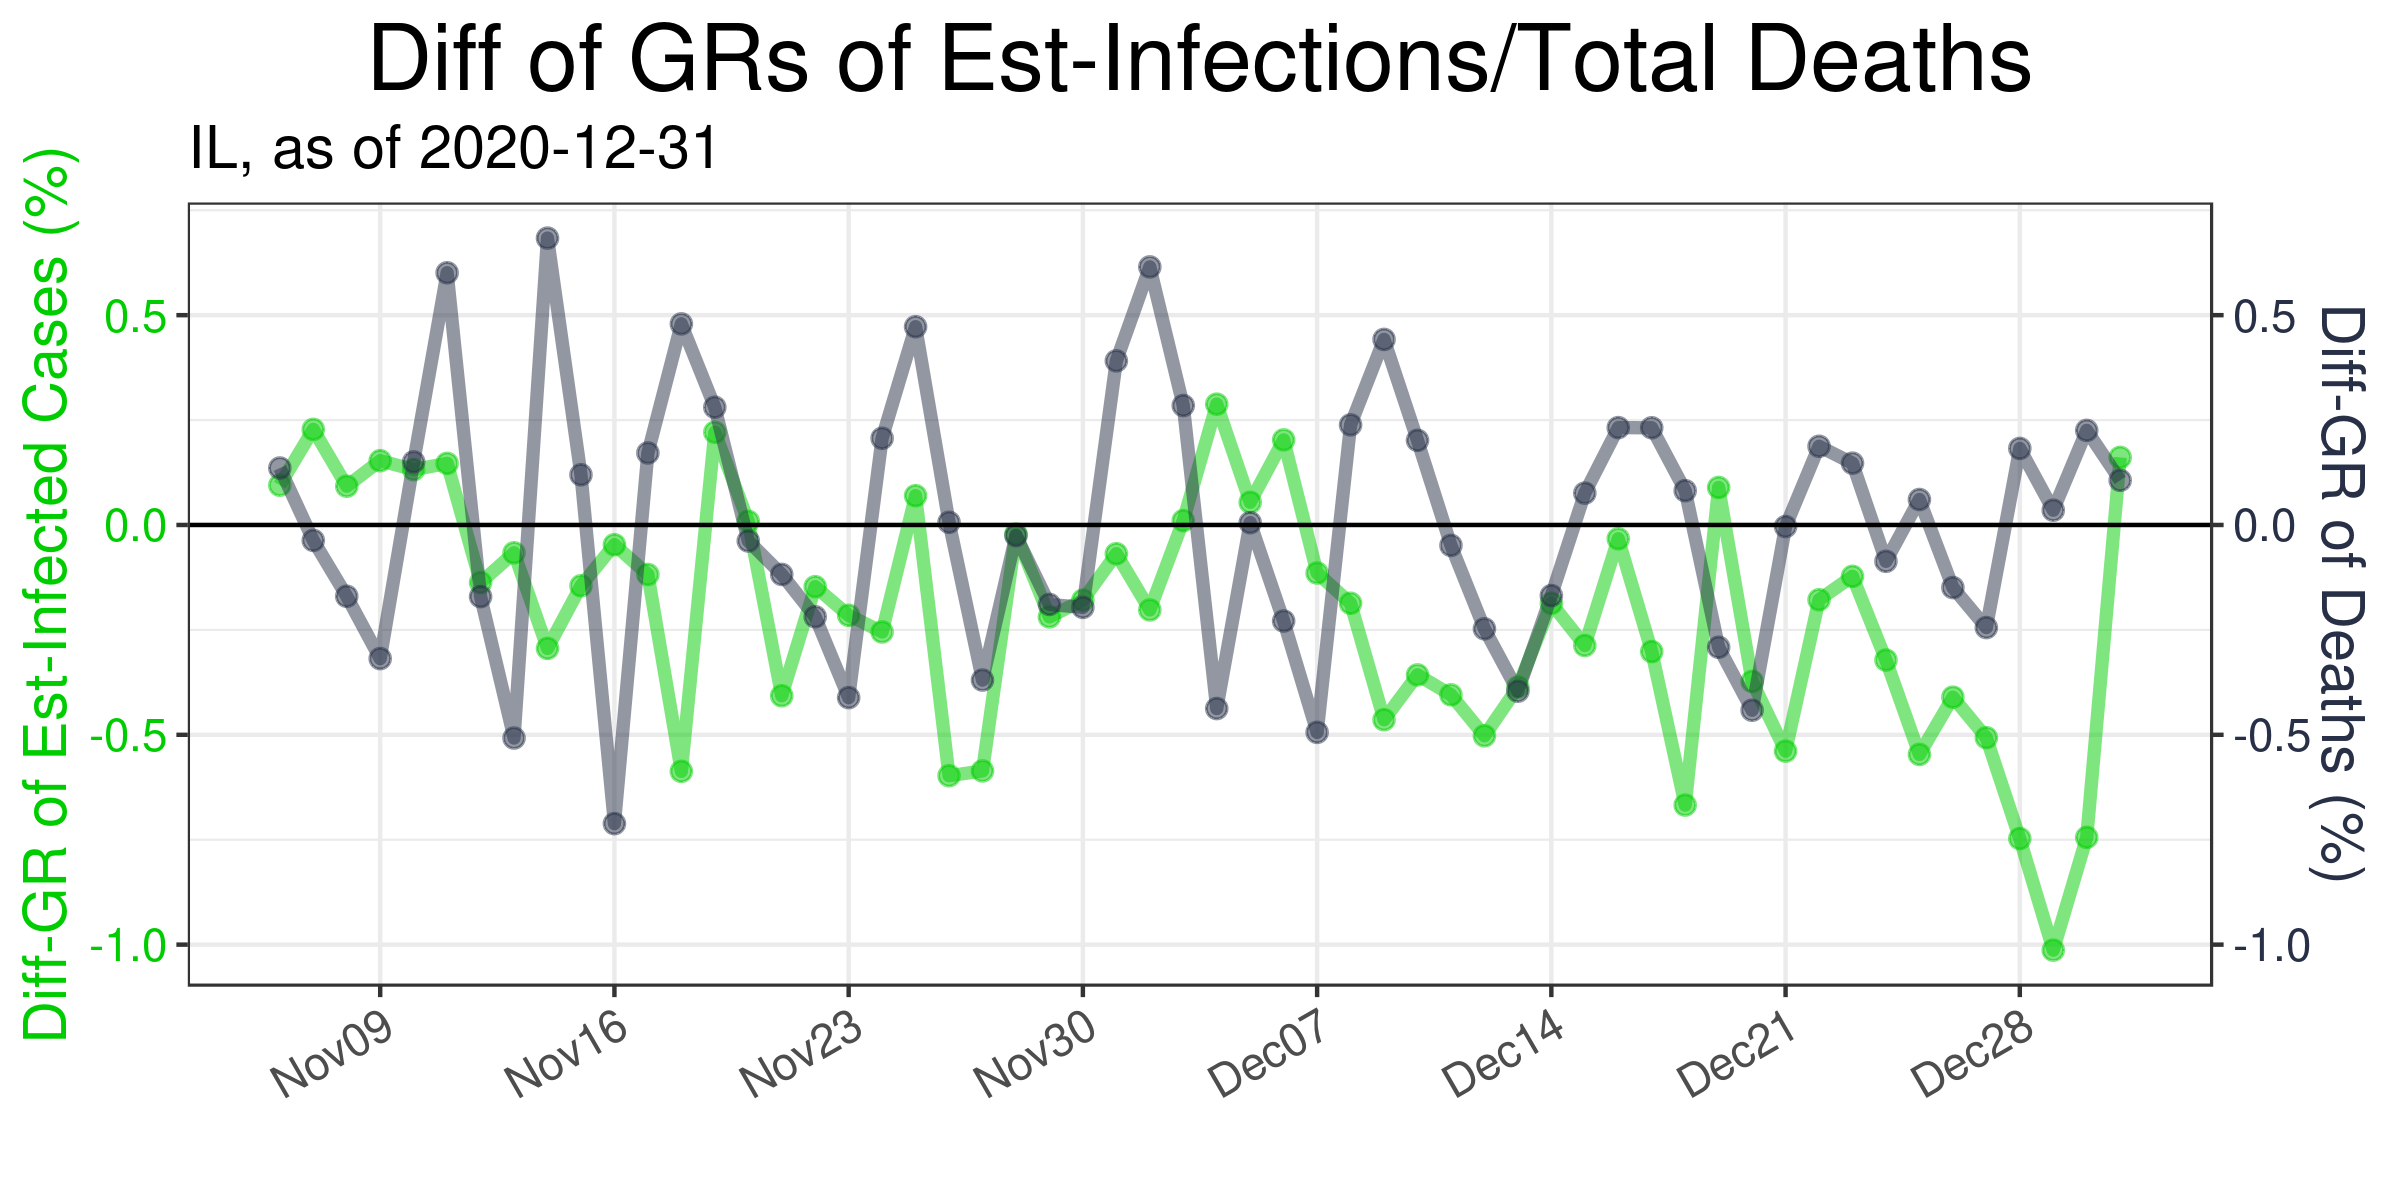 Diff of GRs of Est-Infections/Total Deaths
IL, as of 2020-12-31
Diff-GR of Est-Infected Cases (%)
0.5
0.0
-0.5
-1.0
0.5
0.0
-0.5
-1.0
Diff-GR of Deaths (%)
Nov09
Nov16
Nov23
Nov30
Dec07
Dec14
Dec21
Dec28